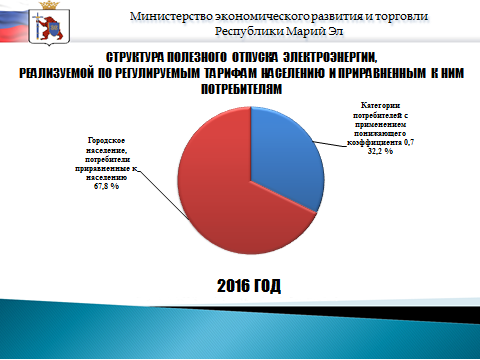 Министерство экономического развития и торговли
Республики Марий Эл
СТРУКТУРА ПОЛЕЗНОГО ОТПУСКА ЭЛЕКТРОЭНЕРГИИ,
РЕАЛИЗУЕМОЙ ПО РЕГУЛИРУЕМЫМ ТАРИФАМ НАСЕЛЕНИЮ И ПРИРАВНЕННЫМ К НИМ
ПОТРЕБИТЕЛЯМ
Категории
потребителей с
применением
понижающего
коэффициента 0,7
32,2 %
Городское
население,
потребители
приравненные к
населению
67,8 %
2016 ГОД